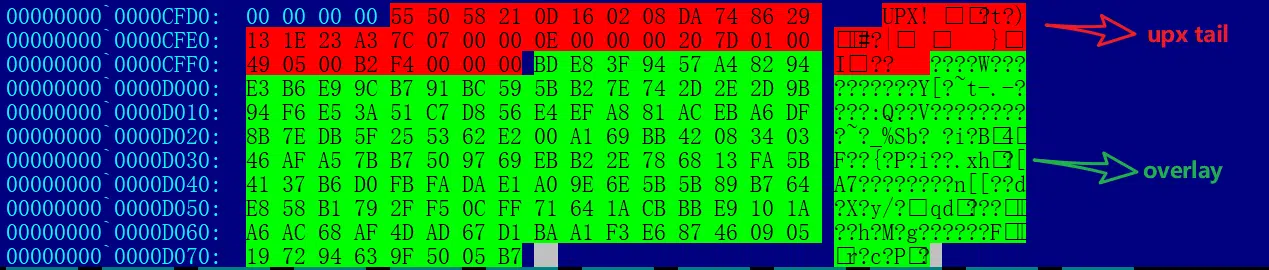 00000000`0000CFD0: 00 00 00 00 55 50 58 21 0D 16 02 08 DA 74 86 29 UPX!□□□?t?)
00000000`0000CFE0: 13 1E 23 A3 7C 07 00 00 0E 00 00 00 20 7D 01 00 □□#?|□ □ }□
00000000`0000CFF0: 49 05 00 B2 F4 00 00 00 BD E8 3F 94 57 A4 82 94 I□?? ????W???
00000000`0000D000: E3 B6 E9 9C B7 91 BC 59 5B B2 7E 74 2D 2E 2D 9B ???????Y[?~t-.-?
00000000`0000D010: 94 F6 E5 3A 51 C7 D8 56 E4 EF A8 81 AC EB A6 DF ???:Q??V????????
00000000`0000D020: 8B 7E DB 5F 25 53 62 E2 00 A1 69 BB 42 08 34 03 ?~?_%Sb? ?i?B□4□
00000000`0000D030: 46 AF A5 7B B7 50 97 69 EB B2 2E 78 68 13 FA 5B F??{?P?i??.xh□?[
00000000`0000D040: 41 37 B6 D0 FB FA DA E1 A0 9E 6E 5B 5B 89 B7 64 A7????????n[[??d
00000000`0000D050: E8 58 B1 79 2F F5 0C FF 71 64 1A CB BB E9 10 1A ?X?y/?□qd□???□□
00000000`0000D060: A6 AC 68 AF 4D AD 67 D1 BA A1 F3 E6 87 46 09 05 ??h?M?g??????F□□
00000000`0000D070: 19 72 94 63 9F 50 05 B7 □r?c?P□?
upx tail
overlay